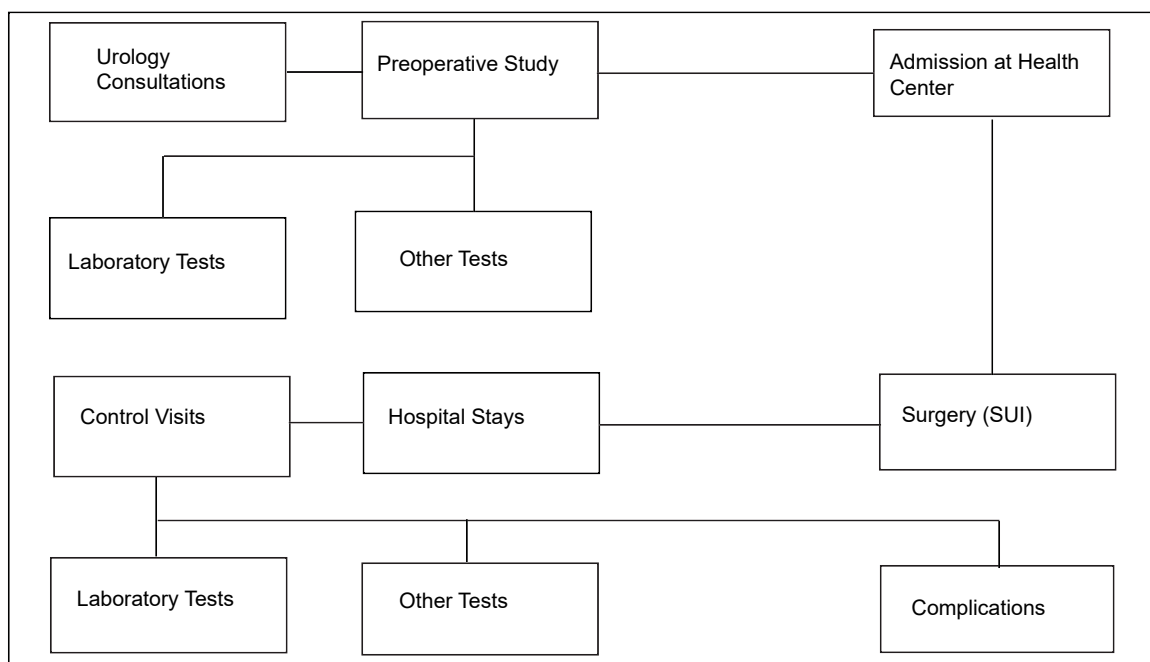 Urology
Consultations
Preoperative Study
Admission at Health
Center
Laboratory Tests
Other Tests
Control Visits
Hospital Stays
Surgery (SUI)
Laboratory Tests
Other Tests
Complications